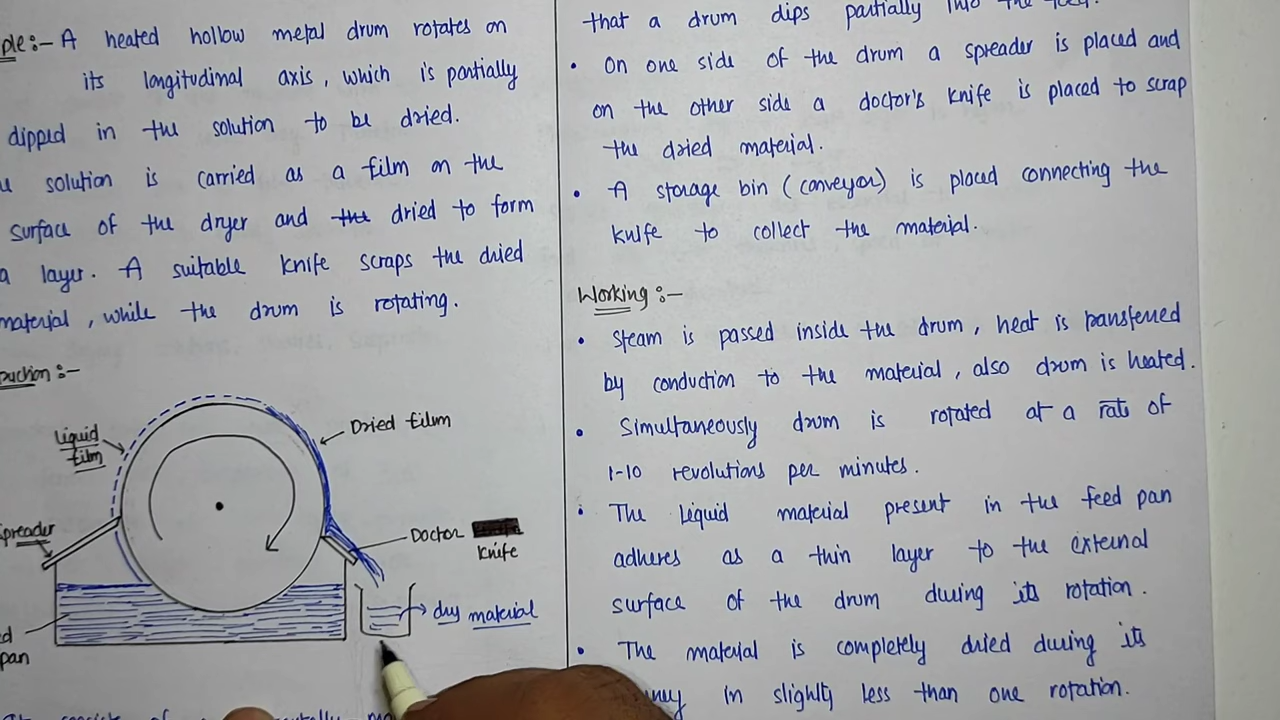 ple:- A heated hollow metal drum rotates on
its longitudinal axis, which is partially
dipped in the solution to be dried.
solution is carried as a film on the
surface of the dryer and the dried to form
a layer. A suitable knife scraps the dried
material, while the drum is rotating.
uction:-
Liquid
film
Dried film
Spreader
Doctor
knife
dry material
pan
that a drum dips partially into the feed.
• On one side of the drum a spreader is placed and
on the other side a doctor's knife is placed to scrap
the dried material.
• A storage bin (conveyor) is placed connecting the
knife to collect the material.
Working:-
• Steam is passed inside the drum, heat is transferred
by conduction to the material, also drum is heated.
• Simultaneously drum is rotated at a rate of
1-10 revolutions per minutes.
• The Liquid material present in the feed pan
adheres as a thin layer to the external
surface of the drum during its rotation.
• The material is completely dried during its
in slightly less than one rotation.